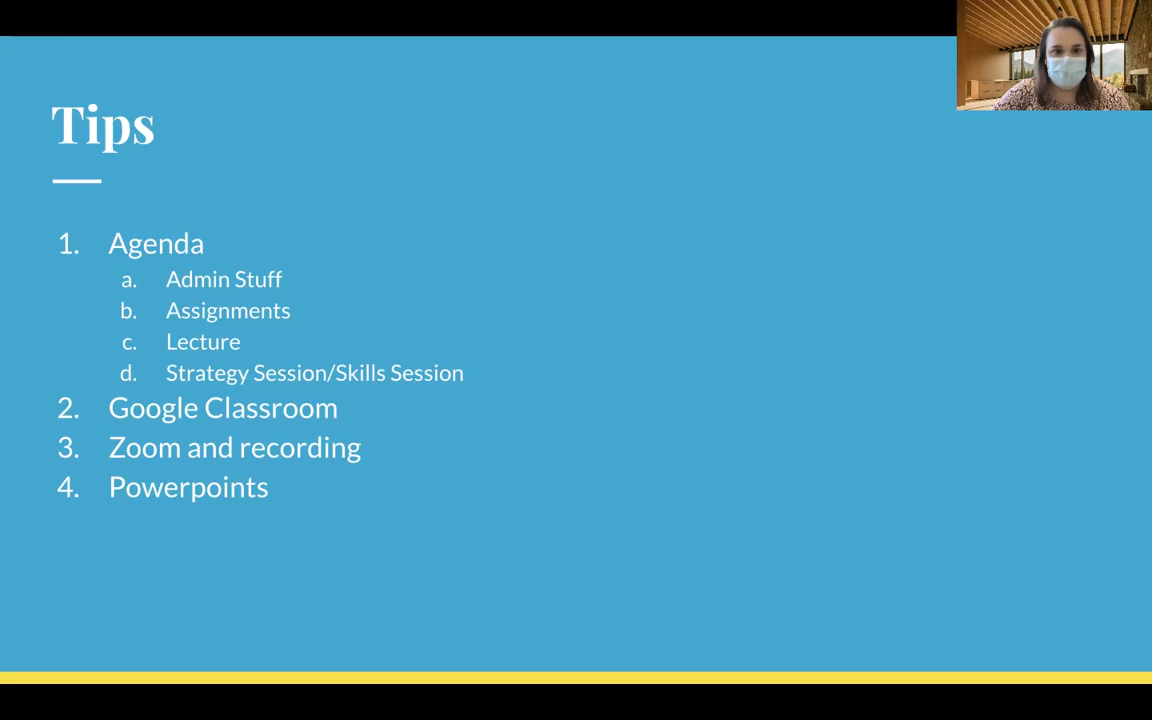 Tips
1. Agenda
a. Admin Stuff
b. Assignments
c. Lecture
d. Strategy Session/Skills Session
2. Google Classroom
3. Zoom and recording
4. Powerpoints